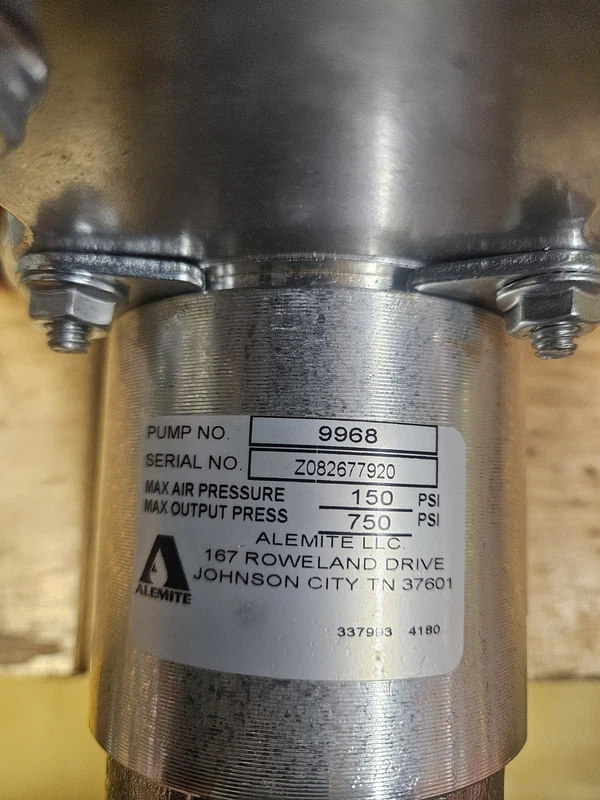 PUMP NO. 9968
SERIAL NO. Z082677920
MAX AIR PRESSURE 150 PSI
MAX OUTPUT PRESS 750 PSI
ALEMITE LLC.
167 ROWELAND DRIVE
JOHNSON CITY TN 37601
ALEMITE
337993 4180